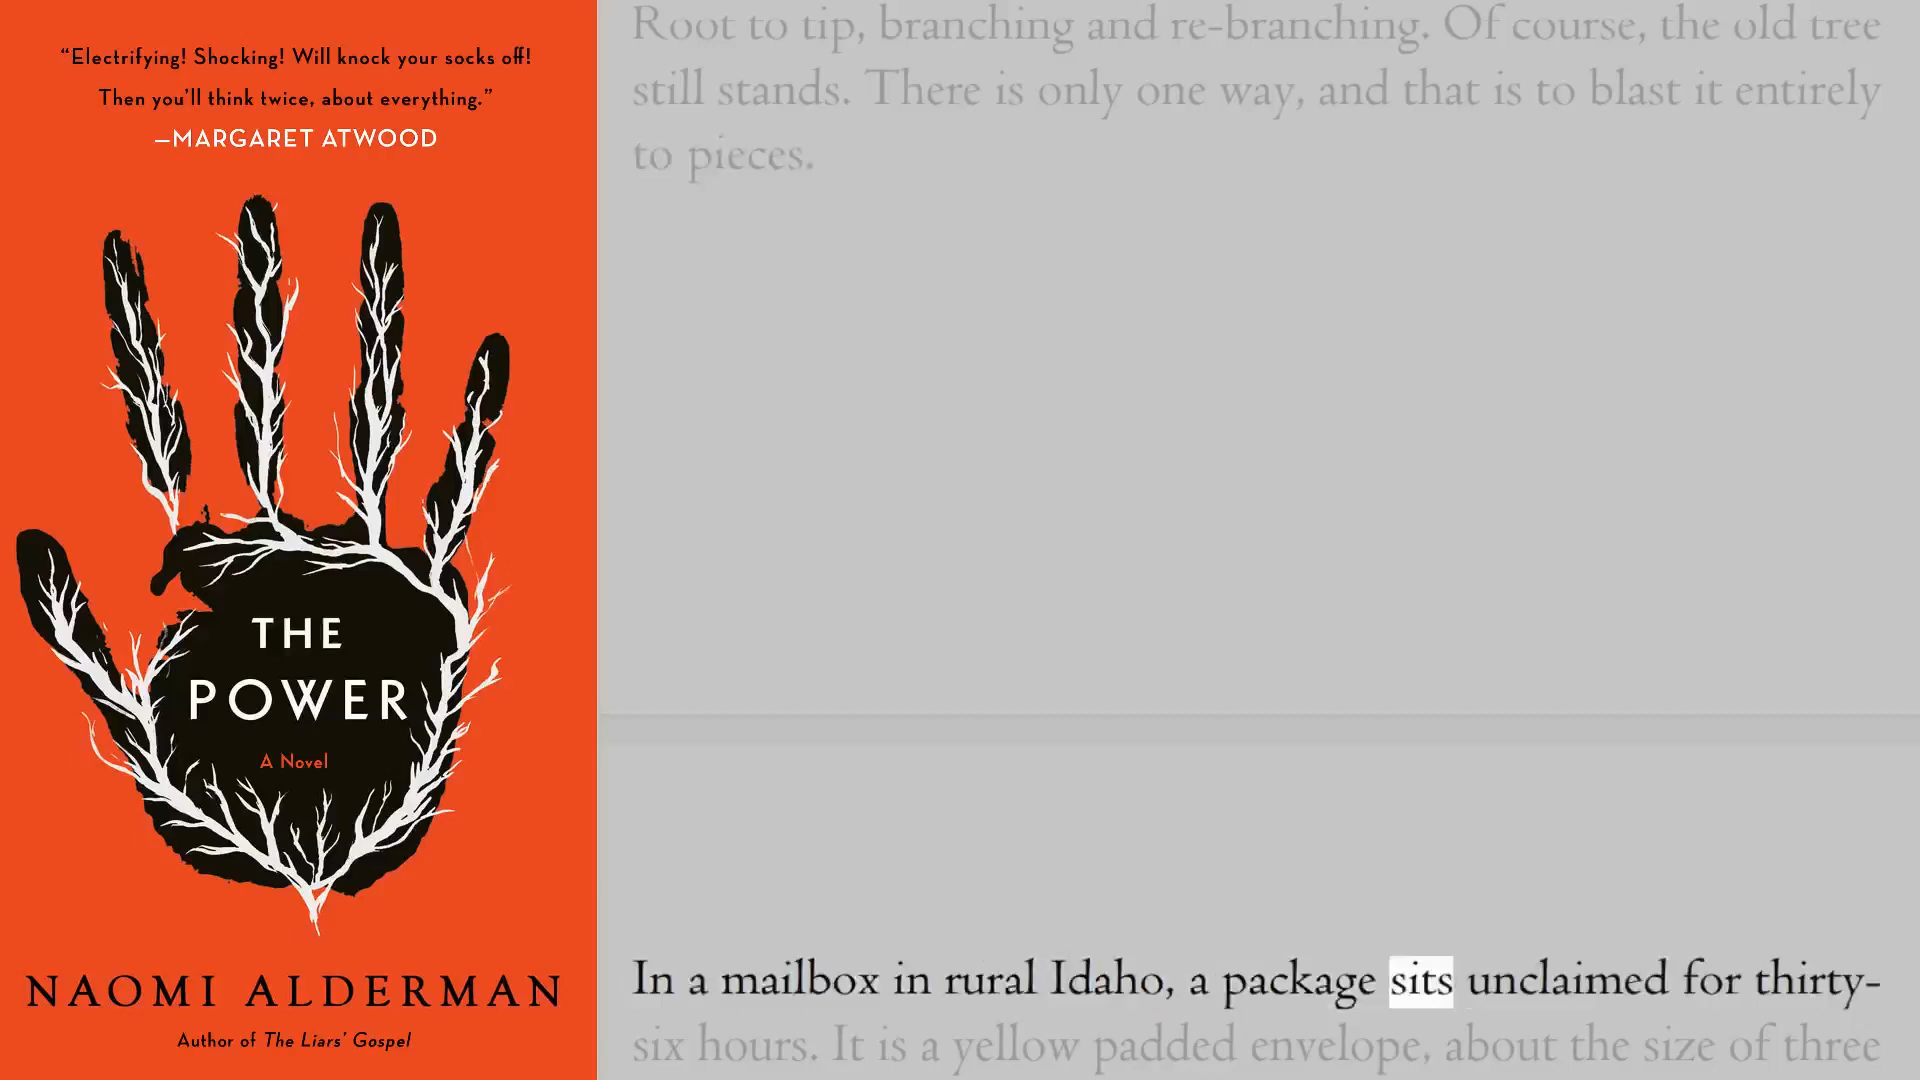 “Electrifying! Shocking! Will knock your socks off!
Then you’ll think twice, about everything.”
—MARGARET ATWOOD
THE
POWER
A Novel
NAOMI ALDERMAN
Author of The Liars’ Gospel
Root to tip, branching and re-branching. Of course, the old tree
still stands. There is only one way, and that is to blast it entirely
to pieces.
In a mailbox in rural Idaho, a package sits unclaimed for thirty-
six hours. It is a yellow padded envelope, about the size of three